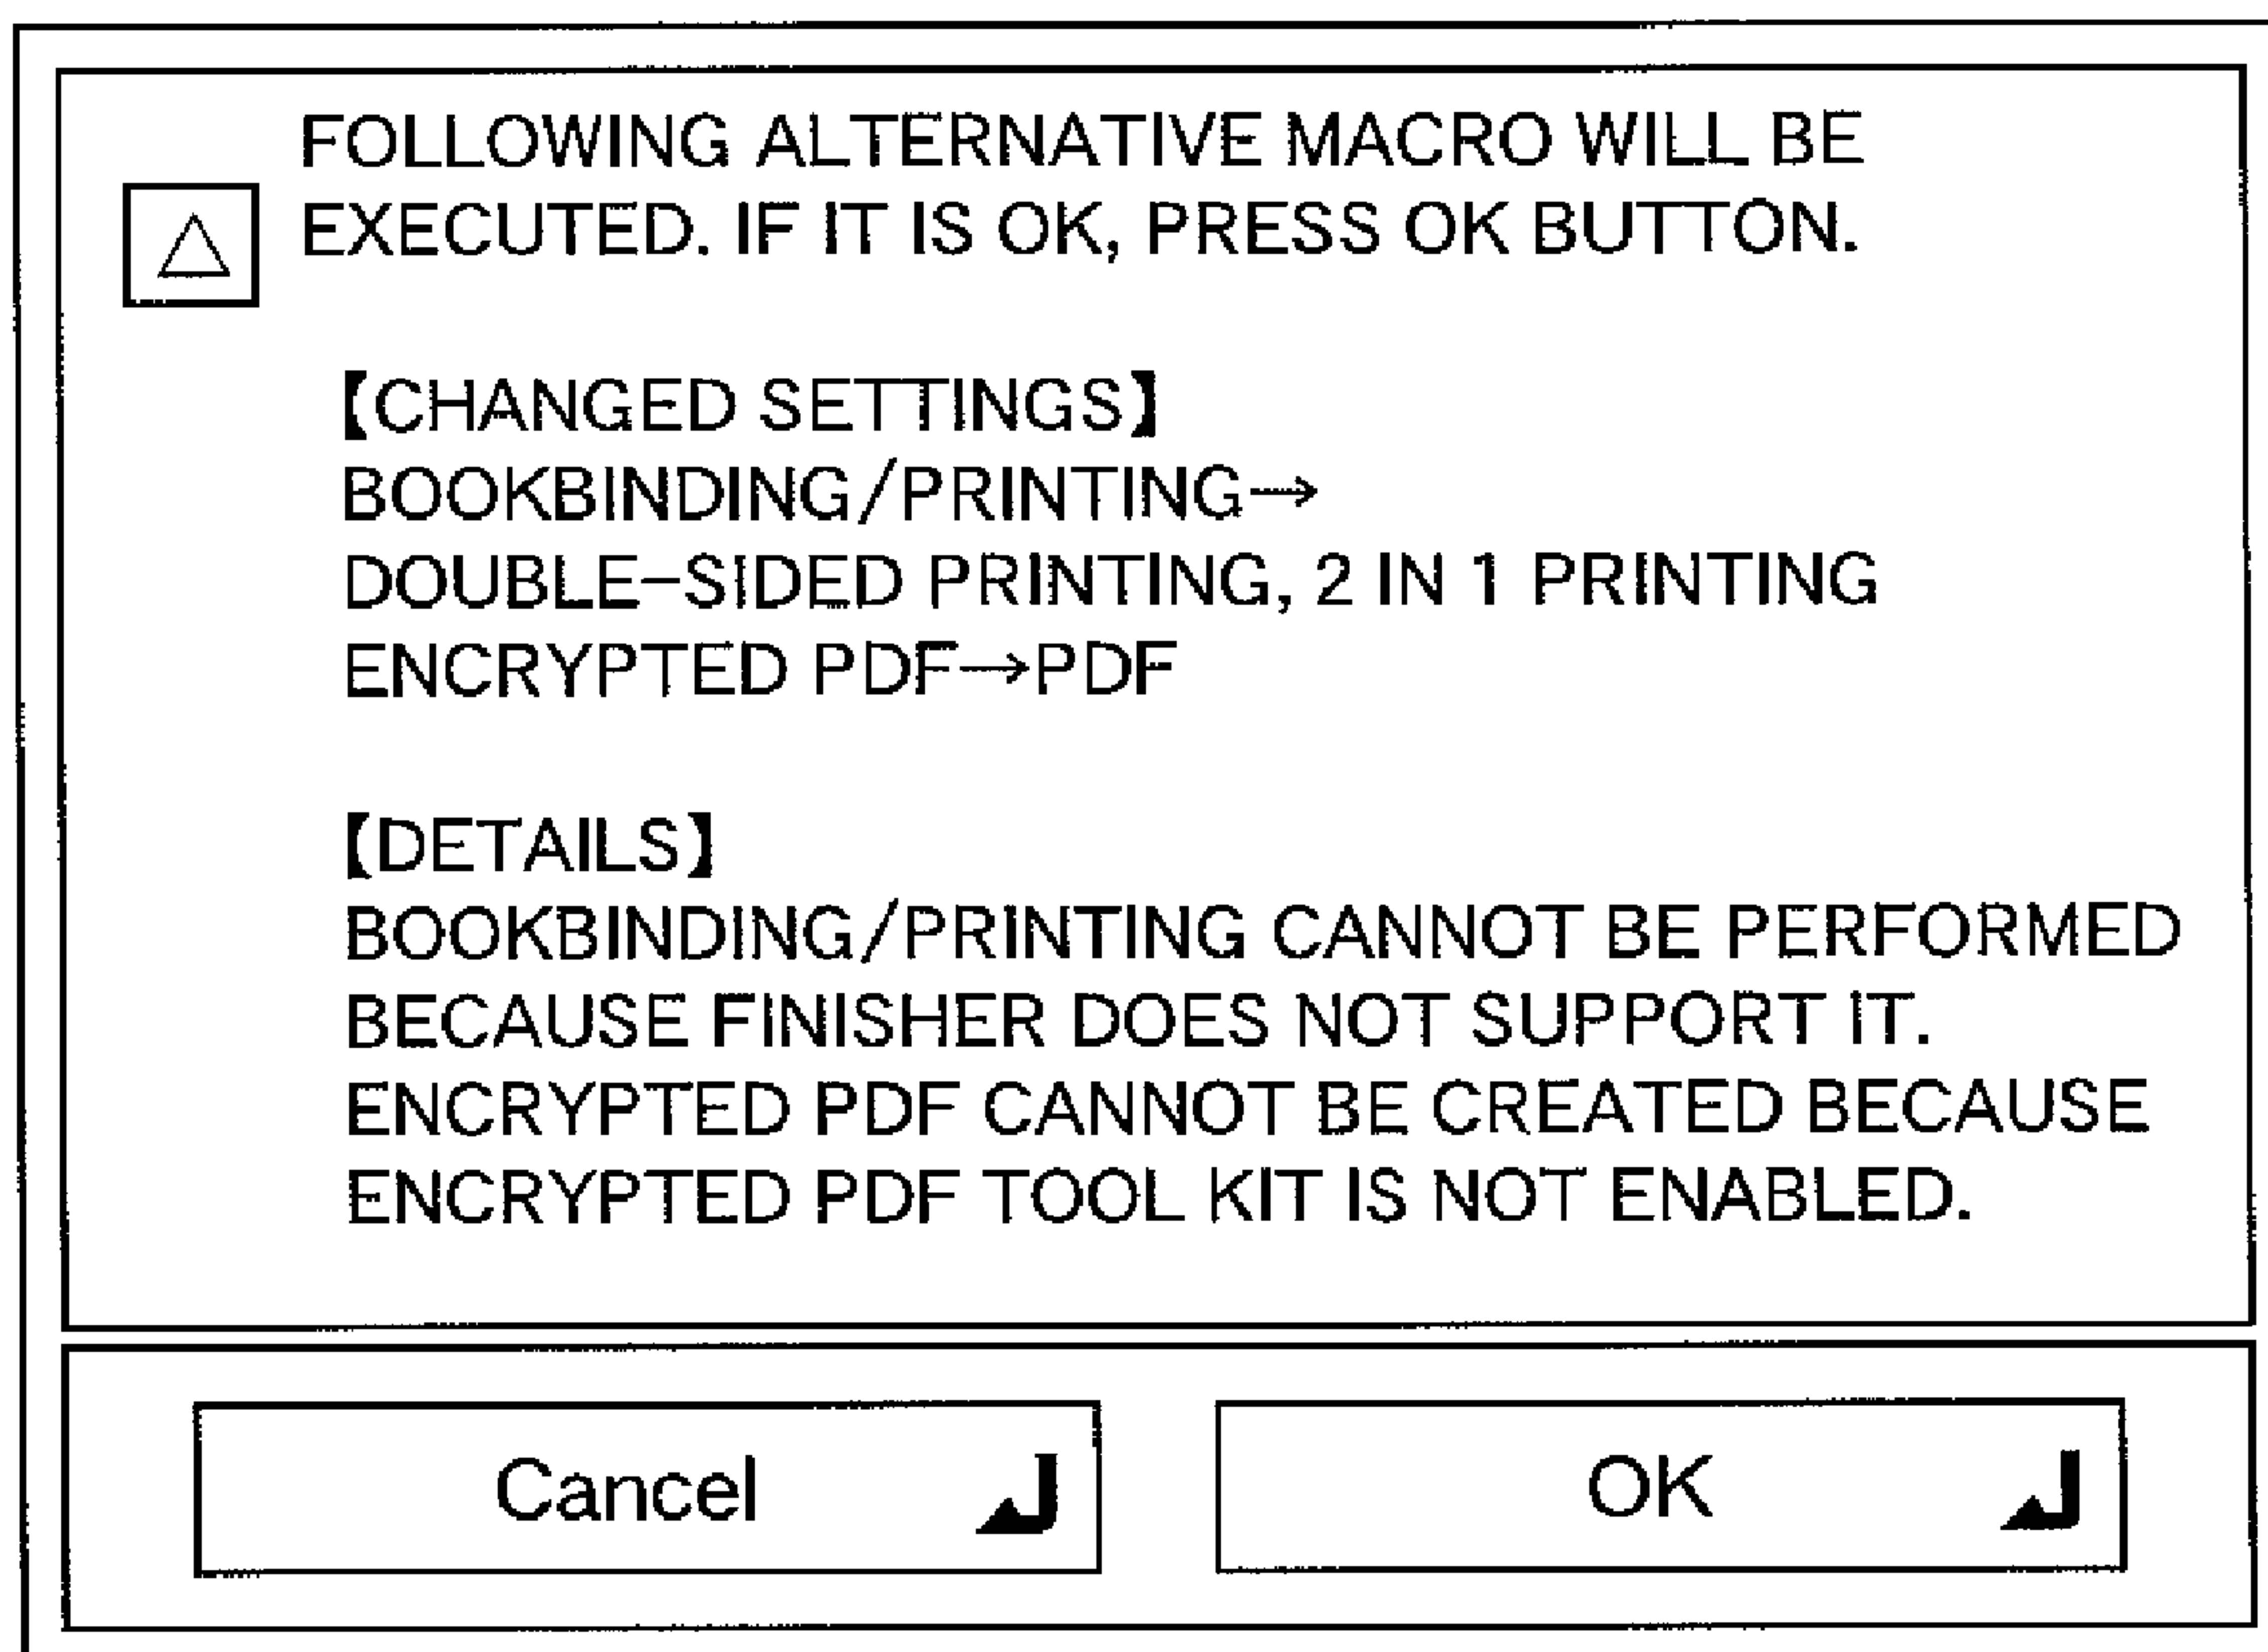 FOLLOWING ALTERNATIVE MACRO WILL BE
EXECUTED. IF IT IS OK, PRESS OK BUTTON.
【CHANGED SETTINGS】
BOOKBINDING/PRINTING→
DOUBLE-SIDED PRINTING, 2 IN 1 PRINTING
ENCRYPTED PDF→PDF
【DETAILS】
BOOKBINDING/PRINTING CANNOT BE PERFORMED
BECAUSE FINISHER DOES NOT SUPPORT IT.
ENCRYPTED PDF CANNOT BE CREATED BECAUSE
ENCRYPTED PDF TOOL KIT IS NOT ENABLED.
Cancel
OK